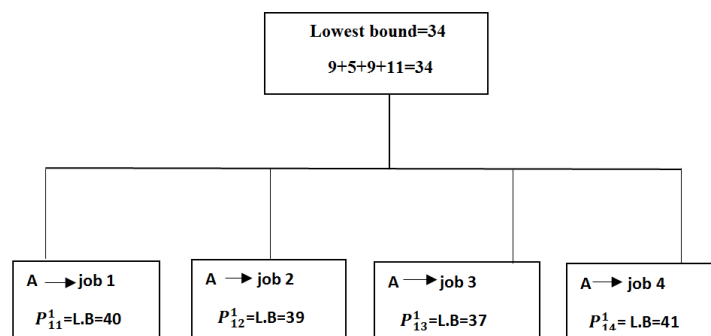 Lowest bound=34
9+5+9+11=34
A → job 1
A → job 2
A → job 3
A → job 4
P¹₁₁=L.B=40
P¹₁₂=L.B=39
P¹₁₃=L.B=37
P¹₁₄= L.B=41